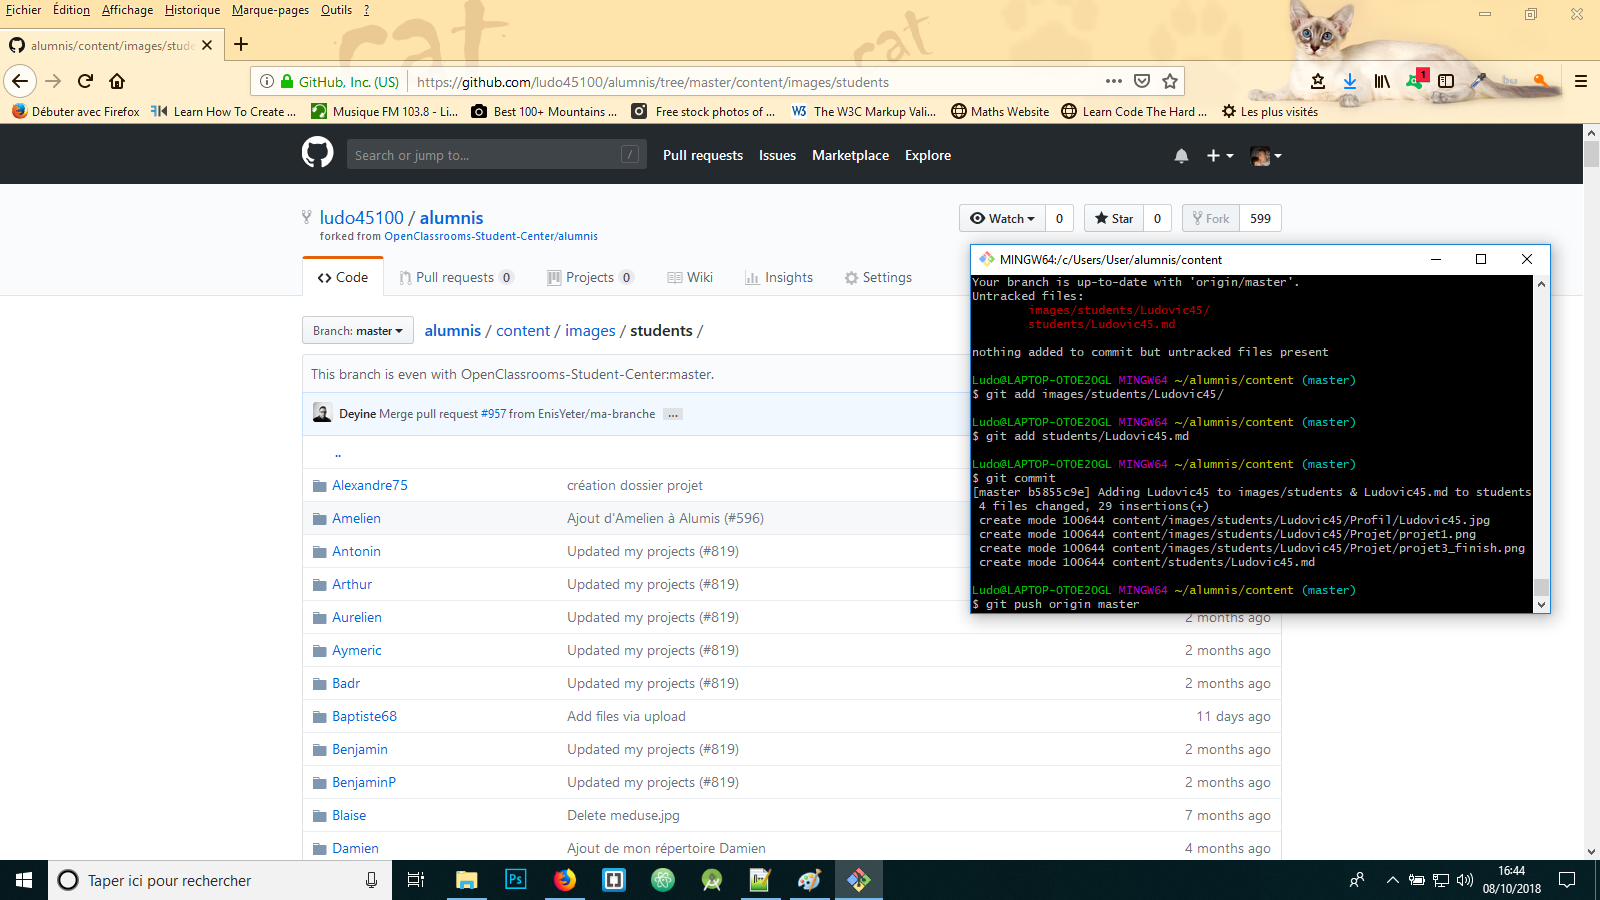 Fichier Édition Affichage Historique Marque-pages Outils ?
cat
cat
alumnis/content/images/stude
GitHub, Inc. (US) https://github.com/ludo45100/alumnis/tree/master/content/images/students
1
Débuter avec Firefox Learn How To Create ... Musique FM 103.8 - Li... Best 100+ Mountains ... Free stock photos of ... W3 The W3C Markup Vali... Maths Website Learn Code The Hard ... Les plus visités
Search or jump to... / Pull requests Issues Marketplace Explore
ludo45100 / alumnis
forked from OpenClassrooms-Student-Center/alumnis
Watch 0 Star 0 Fork 599
Code Pull requests 0 Projects 0 Wiki Insights Settings
Branch: master alumnis / content / images / students /
This branch is even with OpenClassrooms-Student-Center:master.
Deyine Merge pull request #957 from EnisYeter/ma-branche ...
..
Alexandre75 création dossier projet
Amelien Ajout d'Amelien à Alumis (#596)
Antonin Updated my projects (#819)
Arthur Updated my projects (#819)
Aurelien Updated my projects (#819) 2 months ago
Aymeric Updated my projects (#819) 2 months ago
Badr Updated my projects (#819) 2 months ago
Baptiste68 Add files via upload 11 days ago
Benjamin Updated my projects (#819) 2 months ago
BenjaminP Updated my projects (#819) 2 months ago
Blaise Delete meduse.jpg 7 months ago
Damien Ajout de mon répertoire Damien 4 months ago
MINGW64:/c/Users/User/alumnis/content
Your branch is up-to-date with 'origin/master'.
Untracked files:
images/students/Ludovic45/
students/Ludovic45.md
nothing added to commit but untracked files present
Ludo@LAPTOP-OTOE2OGL MINGW64 ~/alumnis/content (master)
$ git add images/students/Ludovic45/
Ludo@LAPTOP-OTOE2OGL MINGW64 ~/alumnis/content (master)
$ git add students/Ludovic45.md
Ludo@LAPTOP-OTOE2OGL MINGW64 ~/alumnis/content (master)
$ git commit
[master b5855c9e] Adding Ludovic45 to images/students & Ludovic45.md to students
4 files changed, 29 insertions(+)
create mode 100644 content/images/students/Ludovic45/Profil/Ludovic45.jpg
create mode 100644 content/images/students/Ludovic45/Projet/projet1.png
create mode 100644 content/images/students/Ludovic45/Projet/projet3_finish.png
create mode 100644 content/students/Ludovic45.md
Ludo@LAPTOP-OTOE2OGL MINGW64 ~/alumnis/content (master)
$ git push origin master
Taper ici pour rechercher
Ps
16:44
08/10/2018